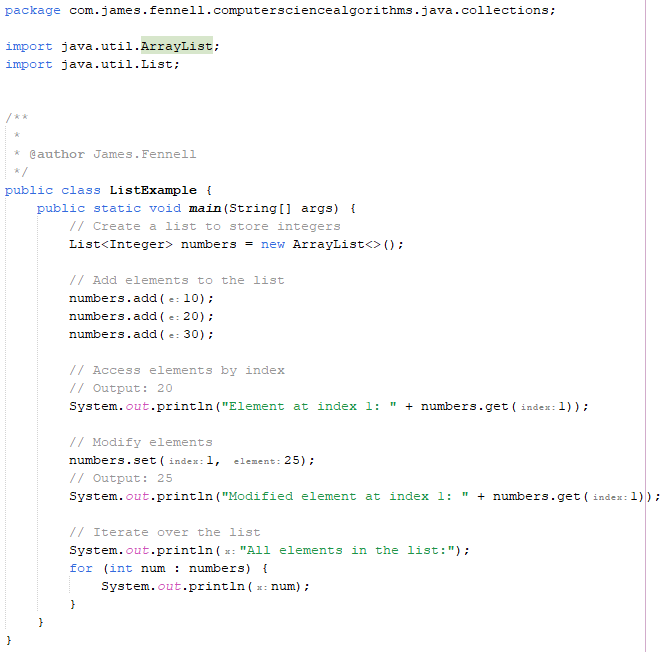 package com.james.fennell.computersciencealgorithms.java.collections;
import java.util.ArrayList;
import java.util.List;
/**
 *
 * @author James.Fennell
 */
public class ListExample {
    public static void main(String[] args) {
        // Create a list to store integers
        List<Integer> numbers = new ArrayList<>();
        // Add elements to the list
        numbers.add( e: 10);
        numbers.add( e: 20);
        numbers.add( e: 30);
        // Access elements by index
        // Output: 20
        System.out.println("Element at index 1: " + numbers.get( index: 1));
        // Modify elements
        numbers.set( index: 1, element: 25);
        // Output: 25
        System.out.println("Modified element at index 1: " + numbers.get( index: 1));
        // Iterate over the list
        System.out.println( x: "All elements in the list:");
        for (int num : numbers) {
            System.out.println( x: num);
        }
    }
}